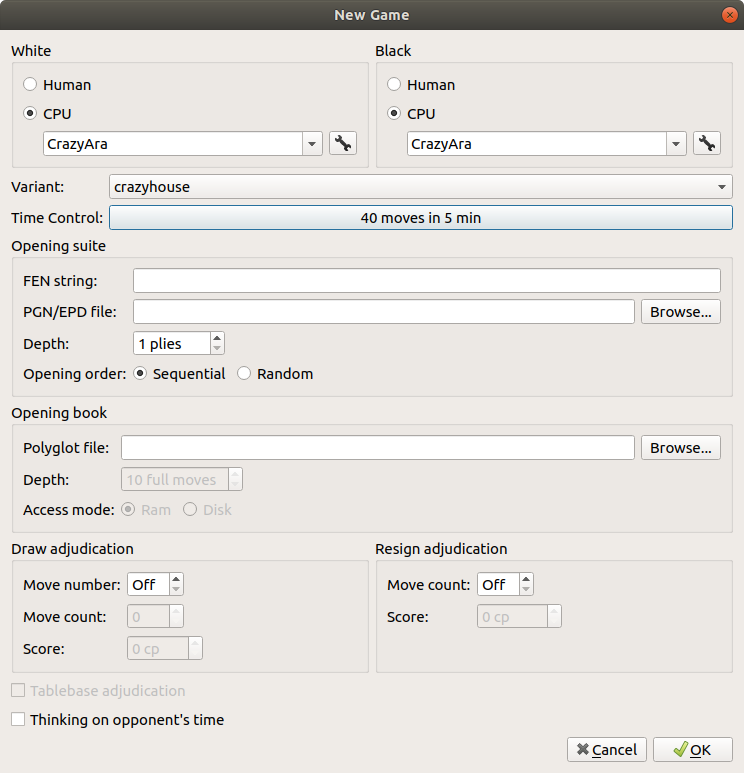 New Game
White Black
Human Human
CPU CPU
CrazyAra CrazyAra
Variant: crazyhouse
Time Control: 40 moves in 5 min
Opening suite
FEN string:
PGN/EPD file: Browse...
Depth: 1 plies
Opening order: Sequential Random
Opening book
Polyglot file: Browse...
Depth: 10 full moves
Access mode: Ram Disk
Draw adjudication Resign adjudication
Move number: Off Move count: Off
Move count: 0 Score: 0 cp
Score: 0 cp
Tablebase adjudication
Thinking on opponent's time
Cancel OK